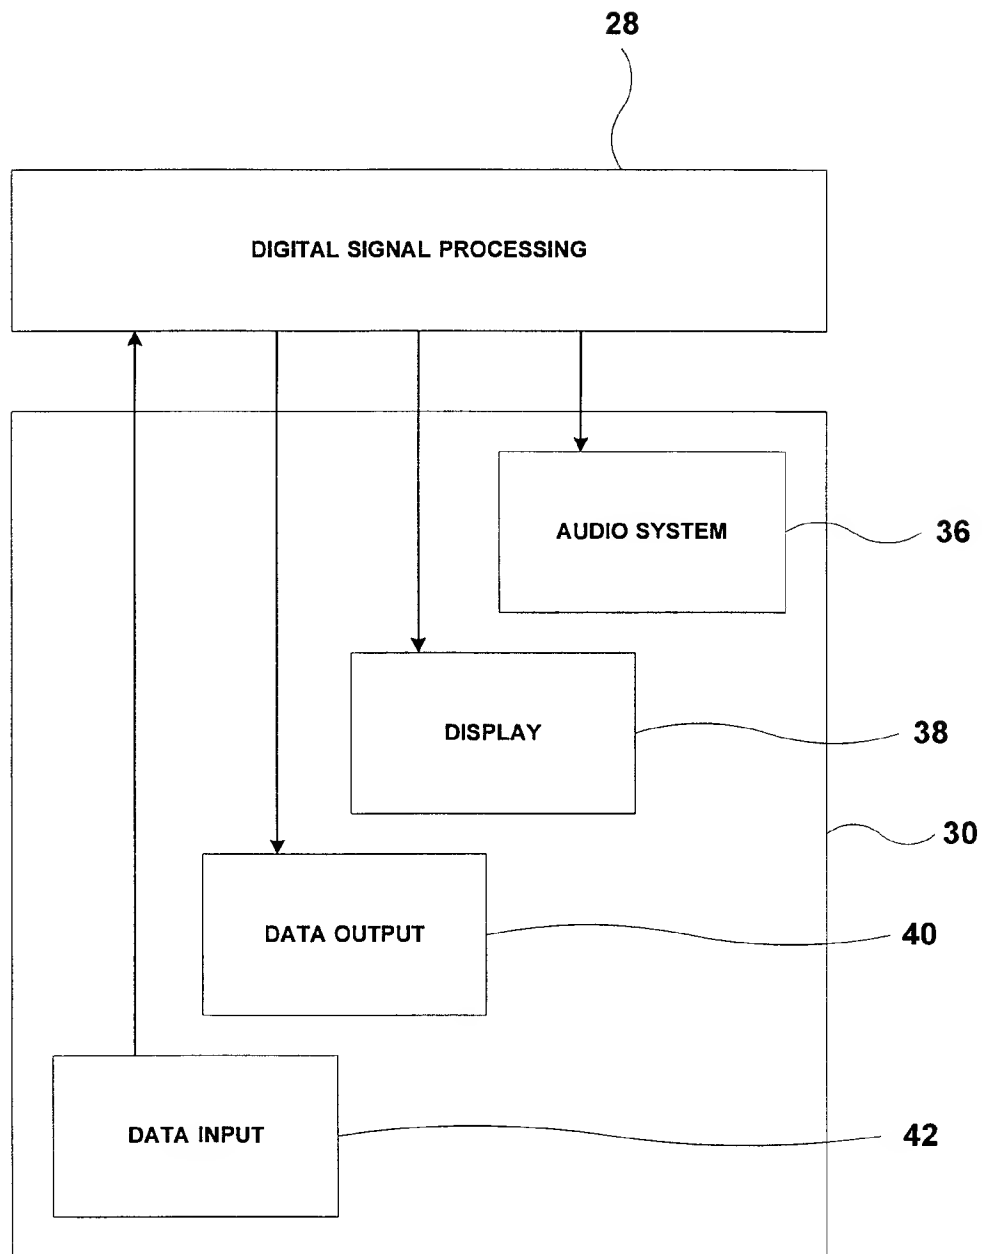 28
DIGITAL SIGNAL PROCESSING
AUDIO SYSTEM
36
DISPLAY
38
30
DATA OUTPUT
40
DATA INPUT
42